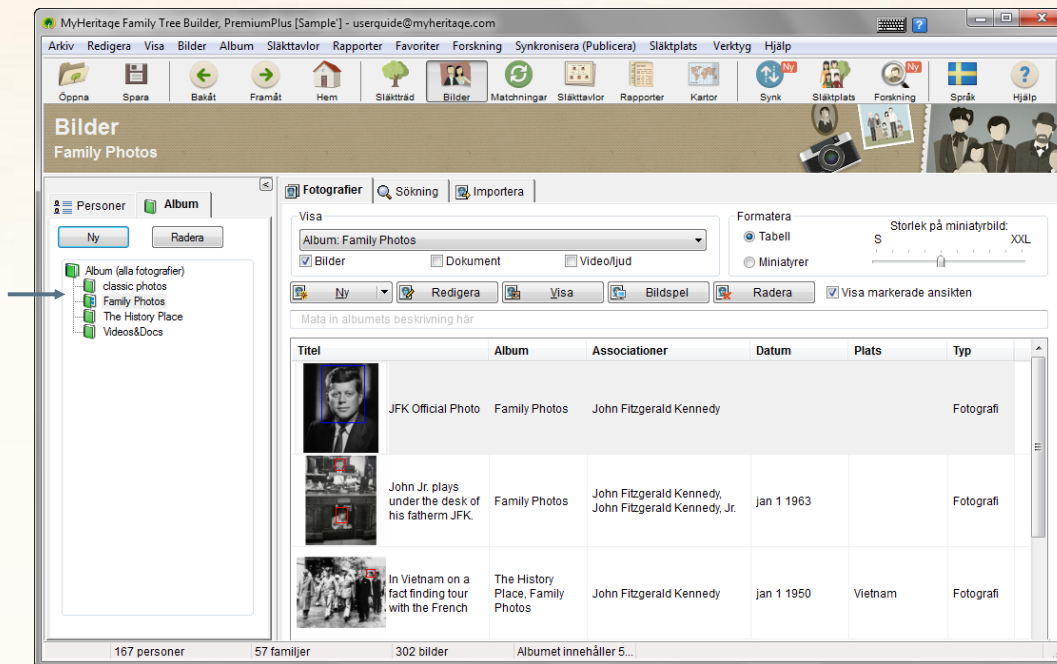 MyHeritage Family Tree Builder, PremiumPlus [Sample'] - userquide@myheritage.com
Arkiv Redigera Visa Bilder Album Släkttavlor Rapporter Favoriter Forskning Synkronisera (Publicera) Släktplats Verktyg Hjälp
Ny Ny
Öppna Spara Bakåt Framåt Hem Släktträd Bilder Matchningar Släkttavlor Rapporter Kartor Synk Släktplats Forskning Språk Hjälp
Bilder
Family Photos
Personer Album
Ny Radera
Album (alla fotografier)
classic photos
Family Photos
The History Place
Videos&Docs
Fotografier Sökning Importera
Visa
Album: Family Photos
Bilder Dokument Video/ljud
Formatera
Tabell
Miniatyrer
Storlek på miniatyrbild:
S XXL
Ny Redigera Visa Bildspel Radera Visa markerade ansikten
Mata in albumets beskrivning här
Titel Album Associationer Datum Plats Typ
JFK Official Photo Family Photos John Fitzgerald Kennedy Fotografi
John Jr. plays
under the desk of
his fatherm JFK.
Family Photos
John Fitzgerald Kennedy,
John Fitzgerald Kennedy, Jr.
jan 1 1963 Fotografi
In Vietnam on a
fact finding tour
with the French
The History
Place, Family
Photos
John Fitzgerald Kennedy jan 1 1950 Vietnam Fotografi
167 personer 57 familjer 302 bilder Albumet innehåller 5...